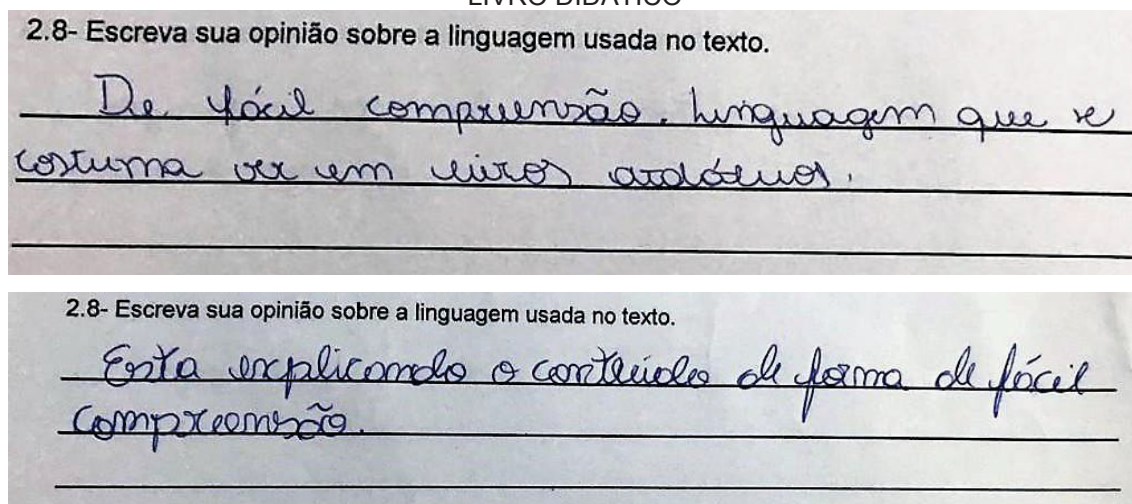 LIVRO DIDÁTICO
2.8- Escreva sua opinião sobre a linguagem usada no texto.
De fácil compreensão. Linguagem que se
costuma ver em livros
2.8- Escreva sua opinião sobre a linguagem usada no texto.
Esta explicando o conteúdo de forma de fácil
compreensão.